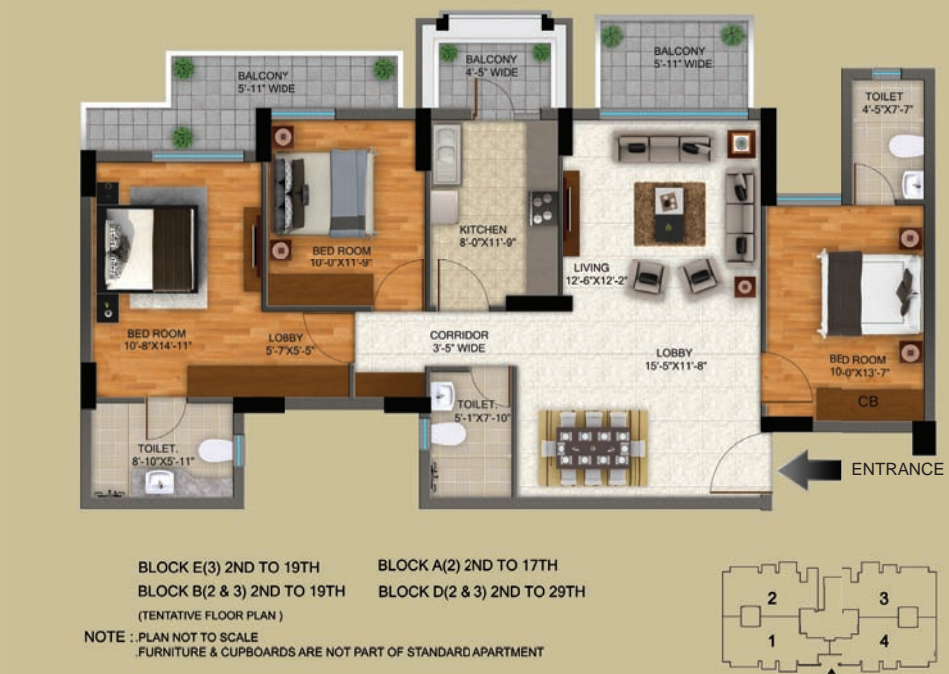 BALCONY
5'-11" WIDE
BALCONY
4'-5" WIDE
BALCONY
5'-11" WIDE
TOILET
4'-5"X7'-7"
BED ROOM
10'-0"X11'-9"
KITCHEN
8'-0"X11'-9"
LIVING
12'-6"X12'-2"
BED ROOM
10'-8"X14'-11"
LOBBY
5'-7"X5'-5"
CORRIDOR
3'-5" WIDE
LOBBY
15'-5"X11'-8"
BED ROOM
10-0"X13'-7"
CB
TOILET.
5'-1"X7'-10"
TOILET.
8'-10"X5'-11"
ENTRANCE
BLOCK E(3) 2ND TO 19TH
BLOCK A(2) 2ND TO 17TH
BLOCK B(2 & 3) 2ND TO 19TH
BLOCK D(2 & 3) 2ND TO 29TH
(TENTATIVE FLOOR PLAN )
NOTE : .PLAN NOT TO SCALE
.FURNITURE & CUPBOARDS ARE NOT PART OF STANDARD APARTMENT
2
3
1
4